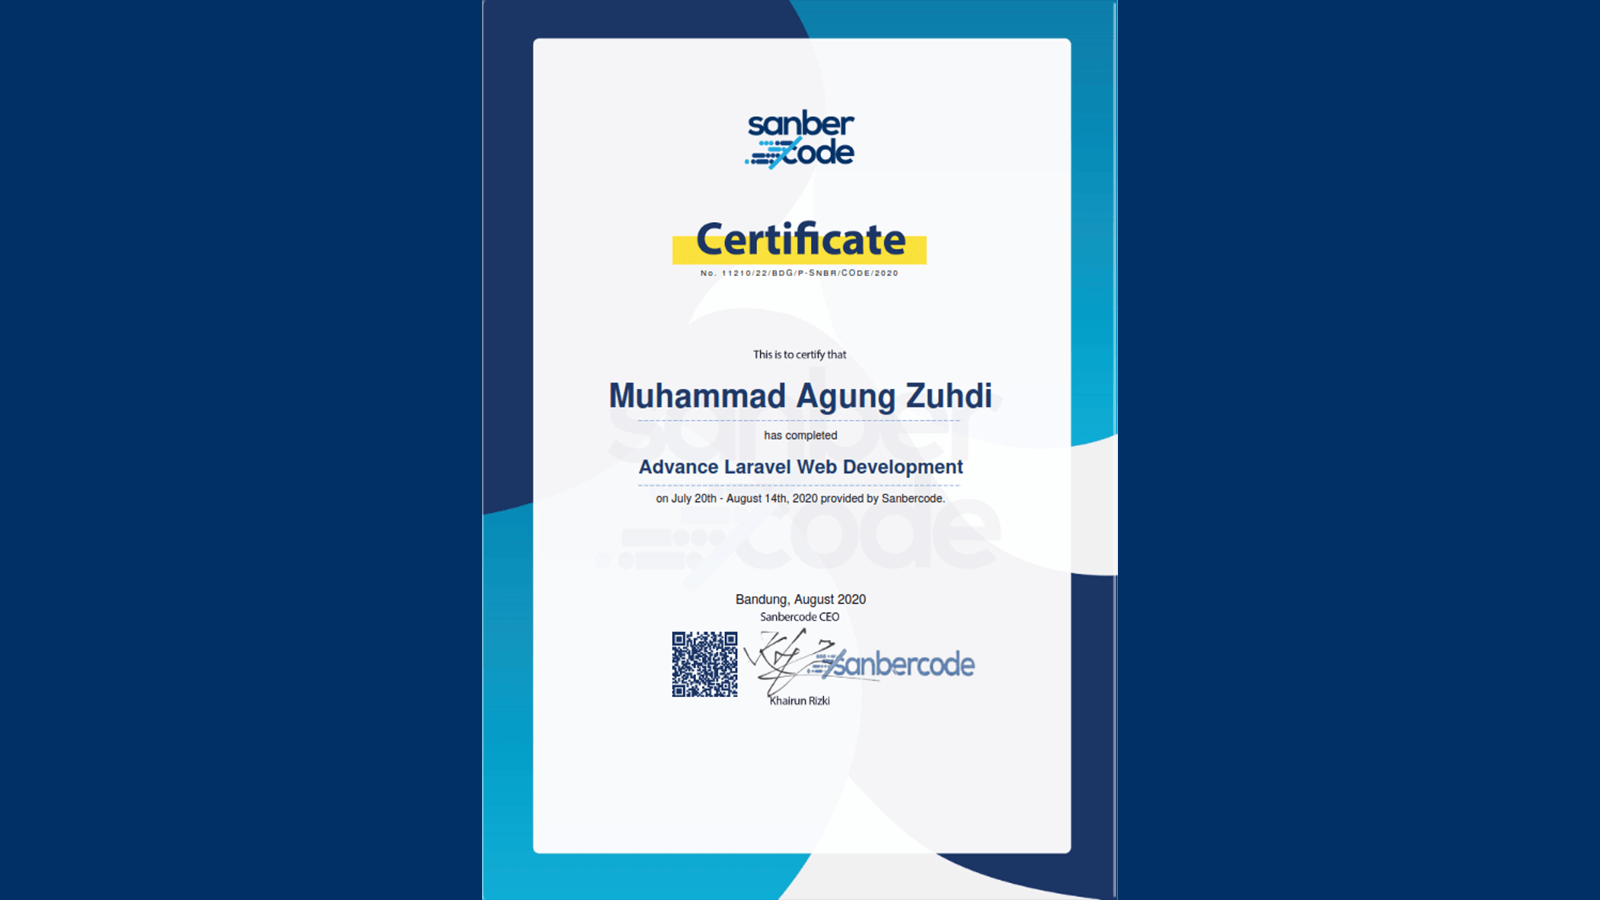 sanber
code
Certificate
No. 11210/22/BDG/P-SNBR/CODE/2020
This is to certify that
Muhammad Agung Zuhdi
has completed
Advance Laravel Web Development
on July 20th - August 14th, 2020 provided by Sanbercode.
sanber
code
Bandung, August 2020
Sanbercode CEO
sanbercode
Khairun Rizki